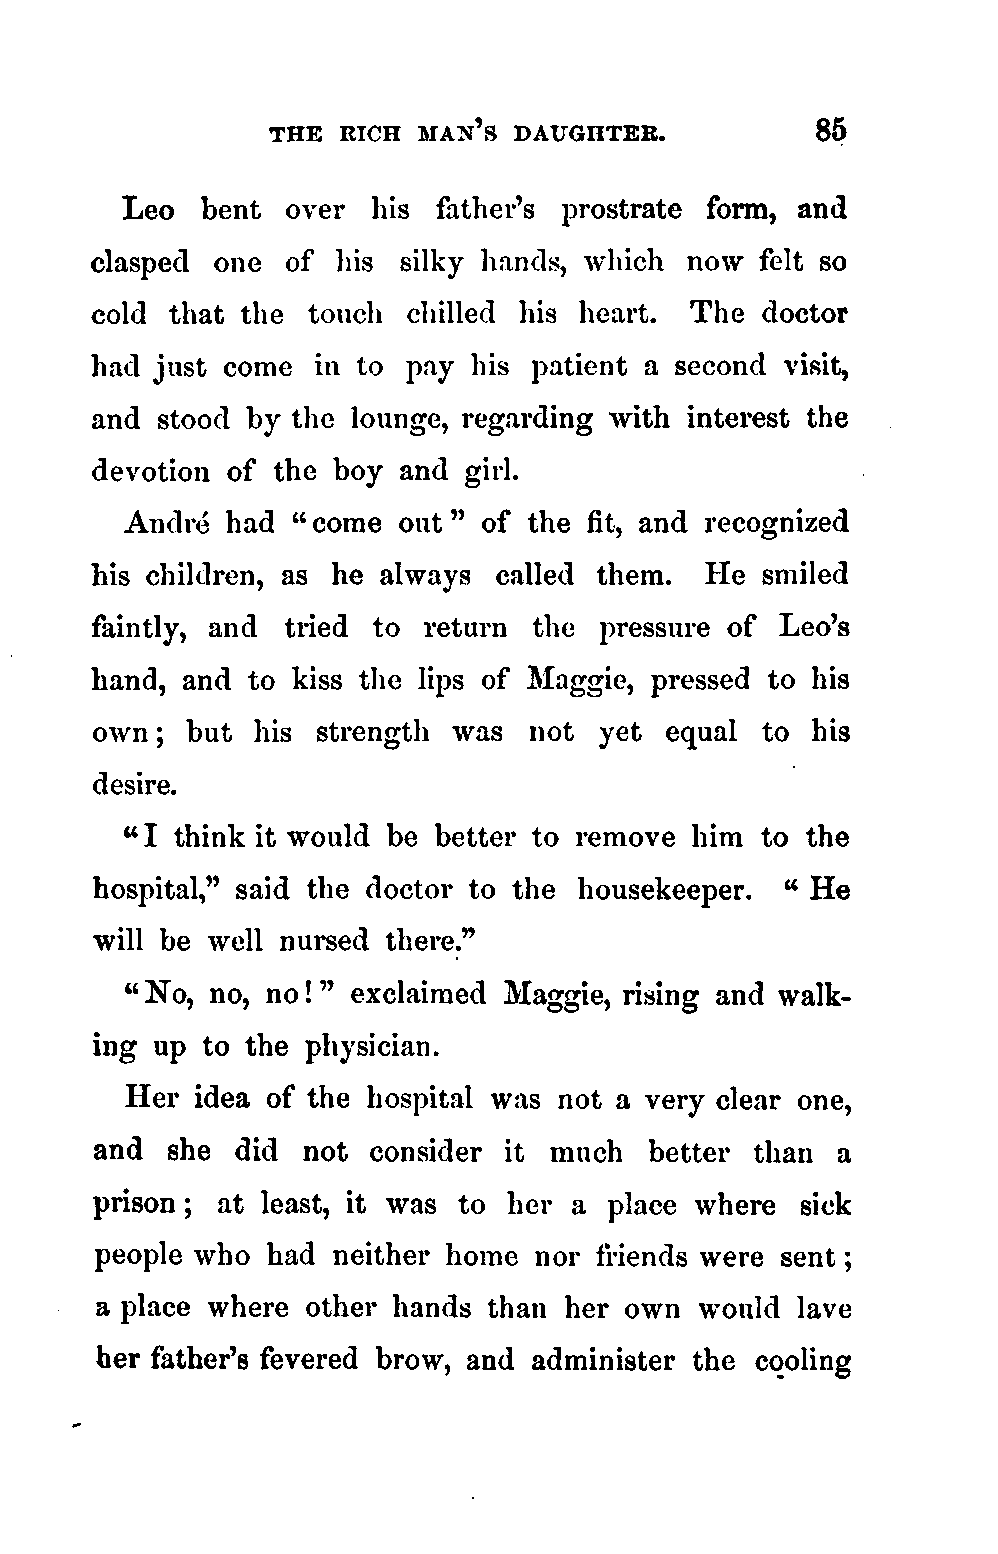 THE RICH MAN'S DAUGHTER. 85
Leo bent over his father's prostrate form, and
clasped one of his silky hands, which now felt so
cold that the touch chilled his heart. The doctor
had just come in to pay his patient a second visit,
and stood by the lounge, regarding with interest the
devotion of the boy and girl.
André had "come out" of the fit, and recognized
his children, as he always called them. He smiled
faintly, and tried to return the pressure of Leo's
hand, and to kiss the lips of Maggie, pressed to his
own; but his strength was not yet equal to his
desire.
"I think it would be better to remove him to the
hospital," said the doctor to the housekeeper. "He
will be well nursed there."
"No, no, no!" exclaimed Maggie, rising and walk-
ing up to the physician.
Her idea of the hospital was not a very clear one,
and she did not consider it much better than a
prison; at least, it was to her a place where sick
people who had neither home nor friends were sent;
a place where other hands than her own would lave
her father's fevered brow, and administer the cooling